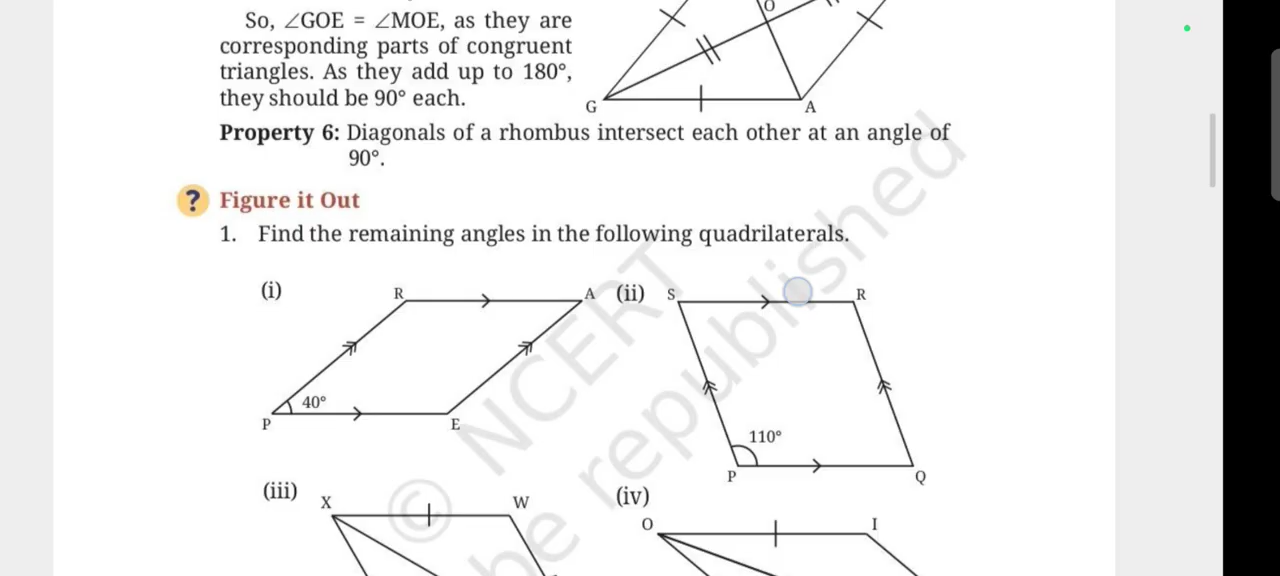 So, ∠GOE = ∠MOE, as they are
corresponding parts of congruent
triangles. As they add up to 180°,
they should be 90° each.
O
G
A
Property 6: Diagonals of a rhombus intersect each other at an angle of
90°.
? Figure it Out
1. Find the remaining angles in the following quadrilaterals.
(i)
R
A
40°
P
E
(ii)
S
R
110°
P
Q
(iii)
X
W
(iv)
O
I
© NCERT
be republished